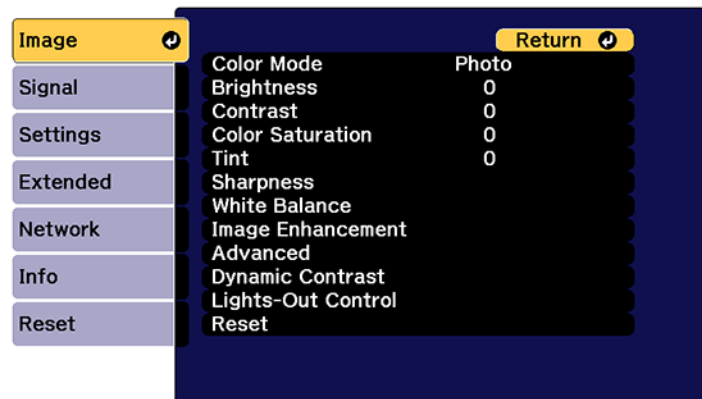 Image
Signal
Settings
Extended
Network
Info
Reset
Return
Color Mode Photo
Brightness 0
Contrast 0
Color Saturation 0
Tint 0
Sharpness
White Balance
Image Enhancement
Advanced
Dynamic Contrast
Lights-Out Control
Reset